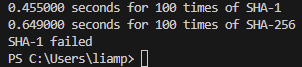 0.455000 seconds for 100 times of SHA-1
0.649000 seconds for 100 times of SHA-256
SHA-1 failed
PS C:\Users\liamp>